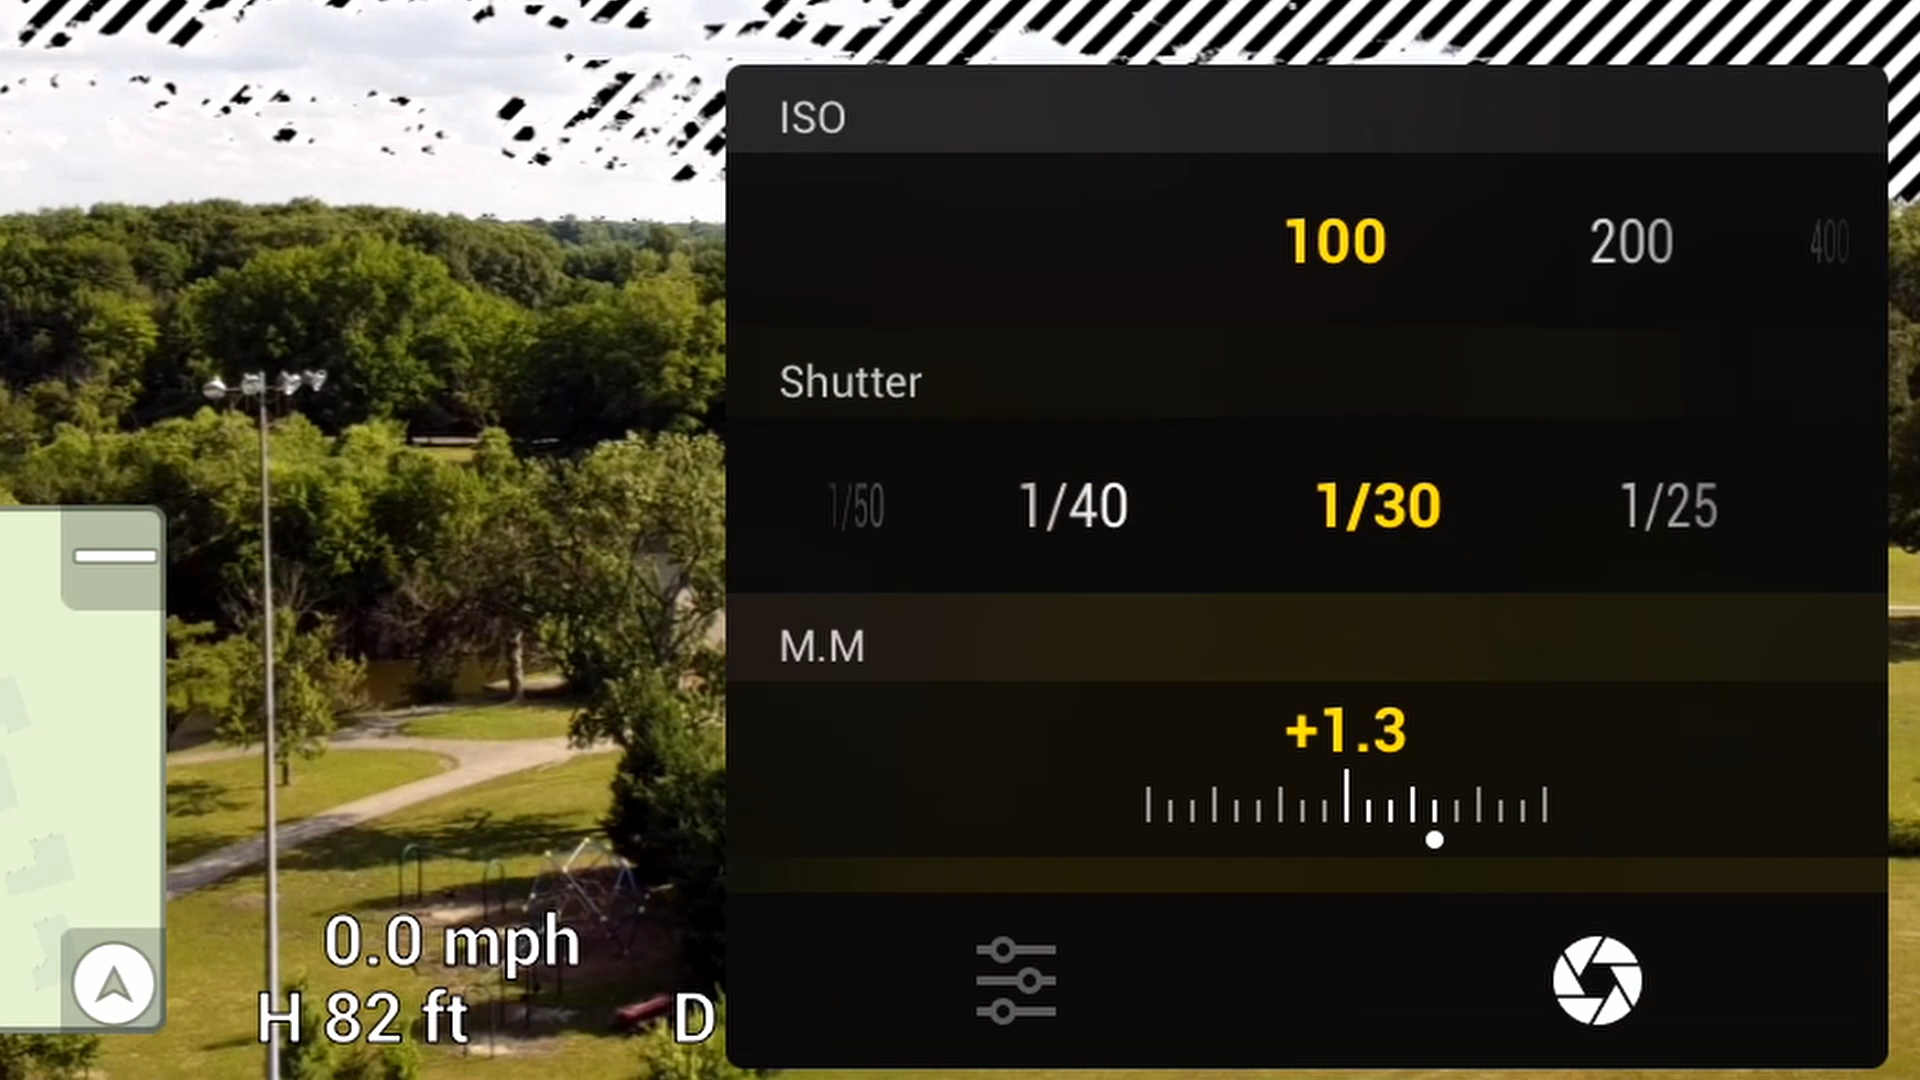 ISO
100 200 400
Shutter
1/50 1/40 1/30 1/25
M.M
+1.3
0.0 mph
H 82 ft D